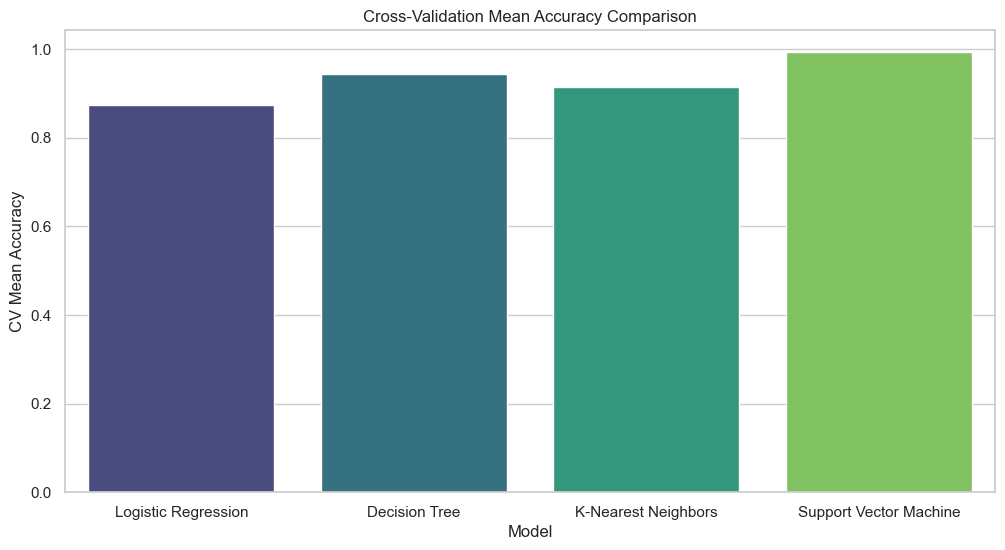 Cross-Validation Mean Accuracy Comparison
CV Mean Accuracy
1.0
0.8
0.6
0.4
0.2
0.0
Logistic Regression
Decision Tree
K-Nearest Neighbors
Support Vector Machine
Model